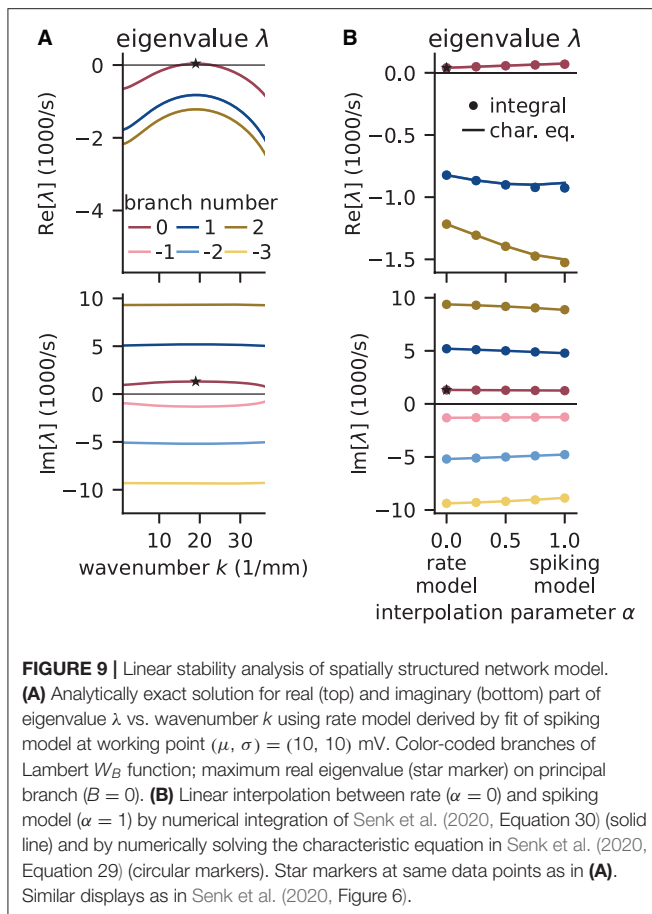 A
eigenvalue λ
0
−2
−4
Re[λ] (1000/s)
branch number
0 1 2
-1 -2 -3
10
5
0
−5
−10
Im[λ] (1000/s)
10 20 30
wavenumber k (1/mm)
B
eigenvalue λ
0.0
−0.5
−1.0
−1.5
Re[λ] (1000/s)
integral
char. eq.
10
5
0
−5
−10
Im[λ] (1000/s)
0.0 0.5 1.0
rate spiking
model model
interpolation parameter α
FIGURE 9 | Linear stability analysis of spatially structured network model.
(A) Analytically exact solution for real (top) and imaginary (bottom) part of
eigenvalue λ vs. wavenumber k using rate model derived by fit of spiking
model at working point (μ, σ) = (10, 10) mV. Color-coded branches of
Lambert W_B function; maximum real eigenvalue (star marker) on principal
branch (B = 0). (B) Linear interpolation between rate (α = 0) and spiking
model (α = 1) by numerical integration of Senk et al. (2020, Equation 30) (solid
line) and by numerically solving the characteristic equation in Senk et al. (2020,
Equation 29) (circular markers). Star markers at same data points as in (A).
Similar displays as in Senk et al. (2020, Figure 6).